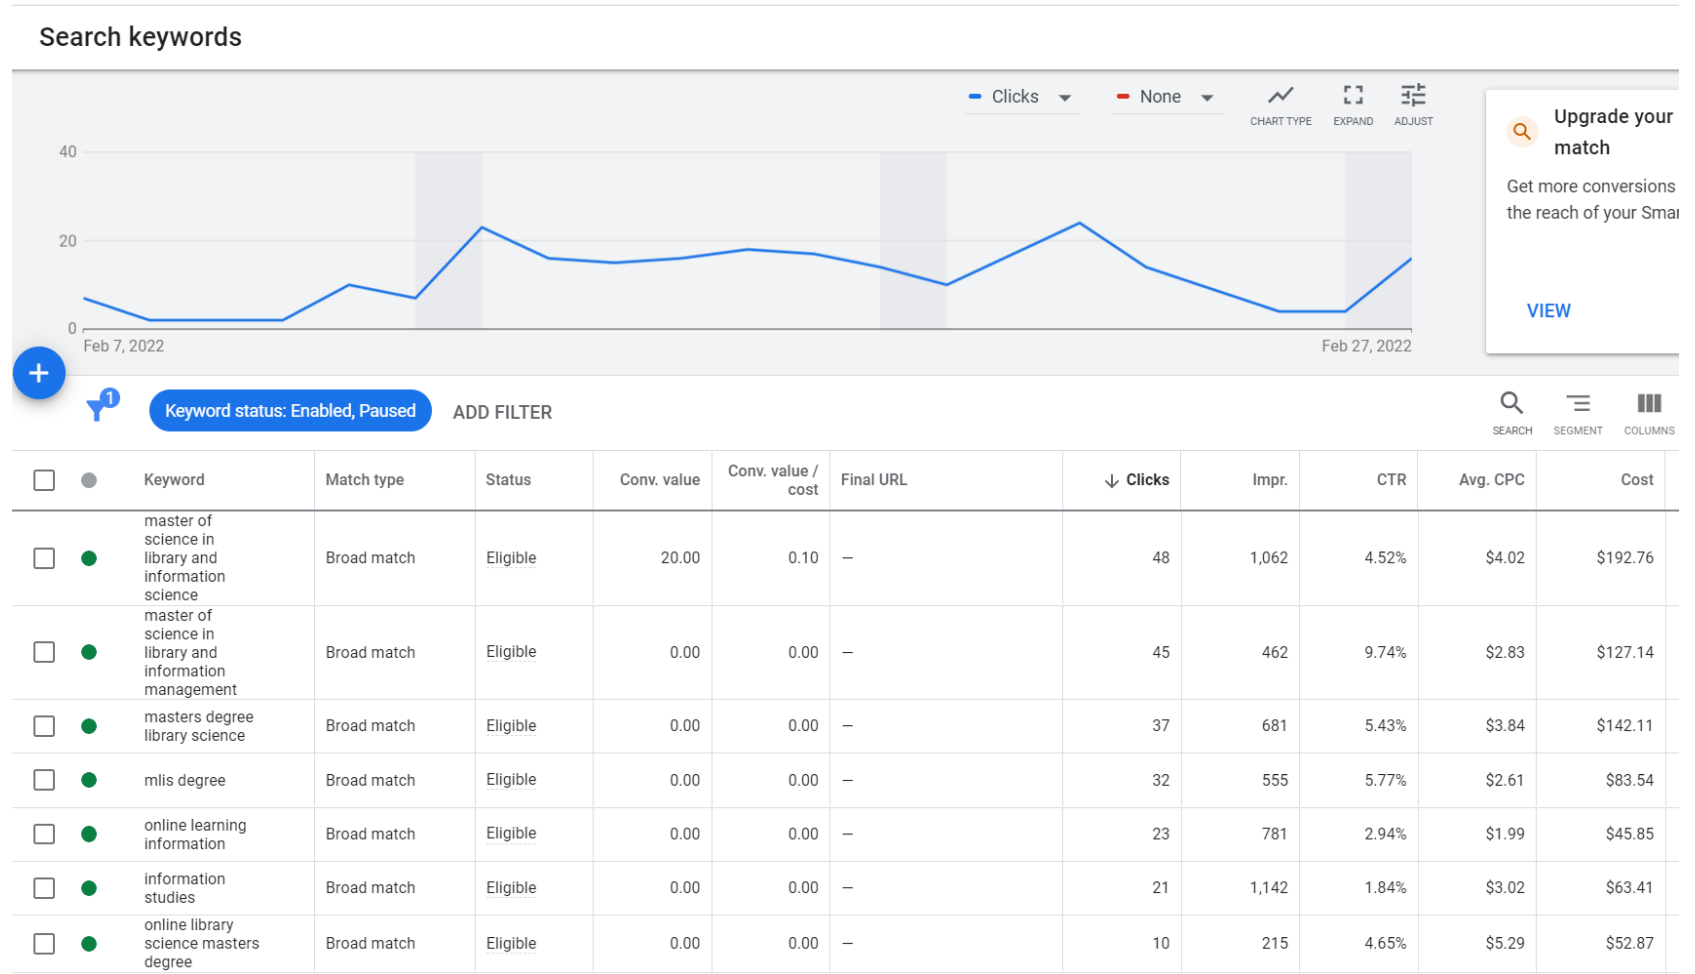 Search keywords
Clicks
None
CHART TYPE
EXPAND
ADJUST
Upgrade your
match
Get more conversions
the reach of your Smar
VIEW
40
20
0
Feb 7, 2022
Feb 27, 2022
+
1
Keyword status: Enabled, Paused
ADD FILTER
SEARCH
SEGMENT
COLUMNS
Keyword Match type Status Conv. value Conv. value / Final URL Clicks Impr. CTR Avg. CPC Cost
cost
master of
science in
library and Broad match Eligible 20.00 0.10 – 48 1,062 4.52% $4.02 $192.76
information
science
master of
science in
library and Broad match Eligible 0.00 0.00 – 45 462 9.74% $2.83 $127.14
information
management
masters degree Broad match Eligible 0.00 0.00 – 37 681 5.43% $3.84 $142.11
library science
mlis degree Broad match Eligible 0.00 0.00 – 32 555 5.77% $2.61 $83.54
online learning Broad match Eligible 0.00 0.00 – 23 781 2.94% $1.99 $45.85
information
information Broad match Eligible 0.00 0.00 – 21 1,142 1.84% $3.02 $63.41
studies
online library
science masters Broad match Eligible 0.00 0.00 – 10 215 4.65% $5.29 $52.87
degree